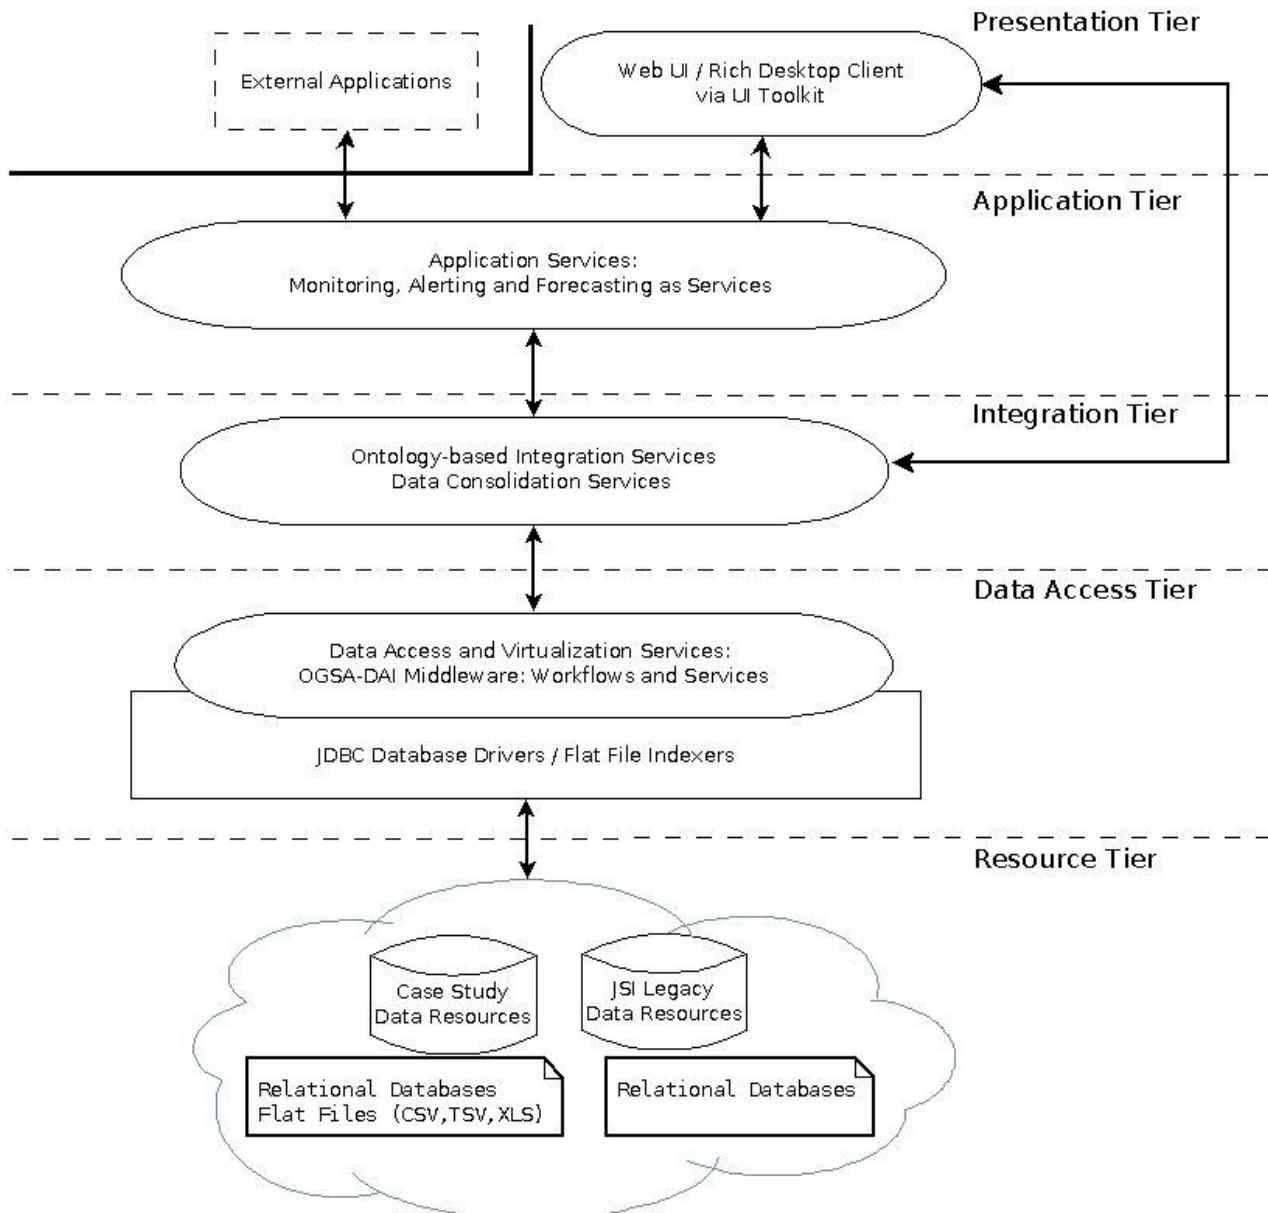 Presentation Tier
External Applications
Web UI / Rich Desktop Client
via UI Toolkit
Application Tier
Application Services:
Monitoring, Alerting and Forecasting as Services
Integration Tier
Ontology-based Integration Services
Data Consolidation Services
Data Access Tier
Data Access and Virtualization Services:
OGSA-DAI Middleware: Workflows and Services
JDBC Database Drivers / Flat File Indexers
Resource Tier
Case Study
Data Resources
JSI Legacy
Data Resources
Relational Databases
Flat Files (CSV,TSV,XLS)
Relational Databases